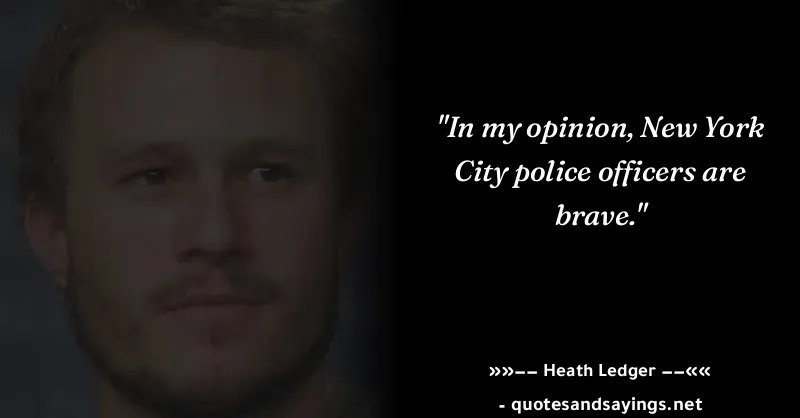 "In my opinion, New York
City police officers are
brave."
»»−− Heath Ledger −−««
- quotesandsayings.net